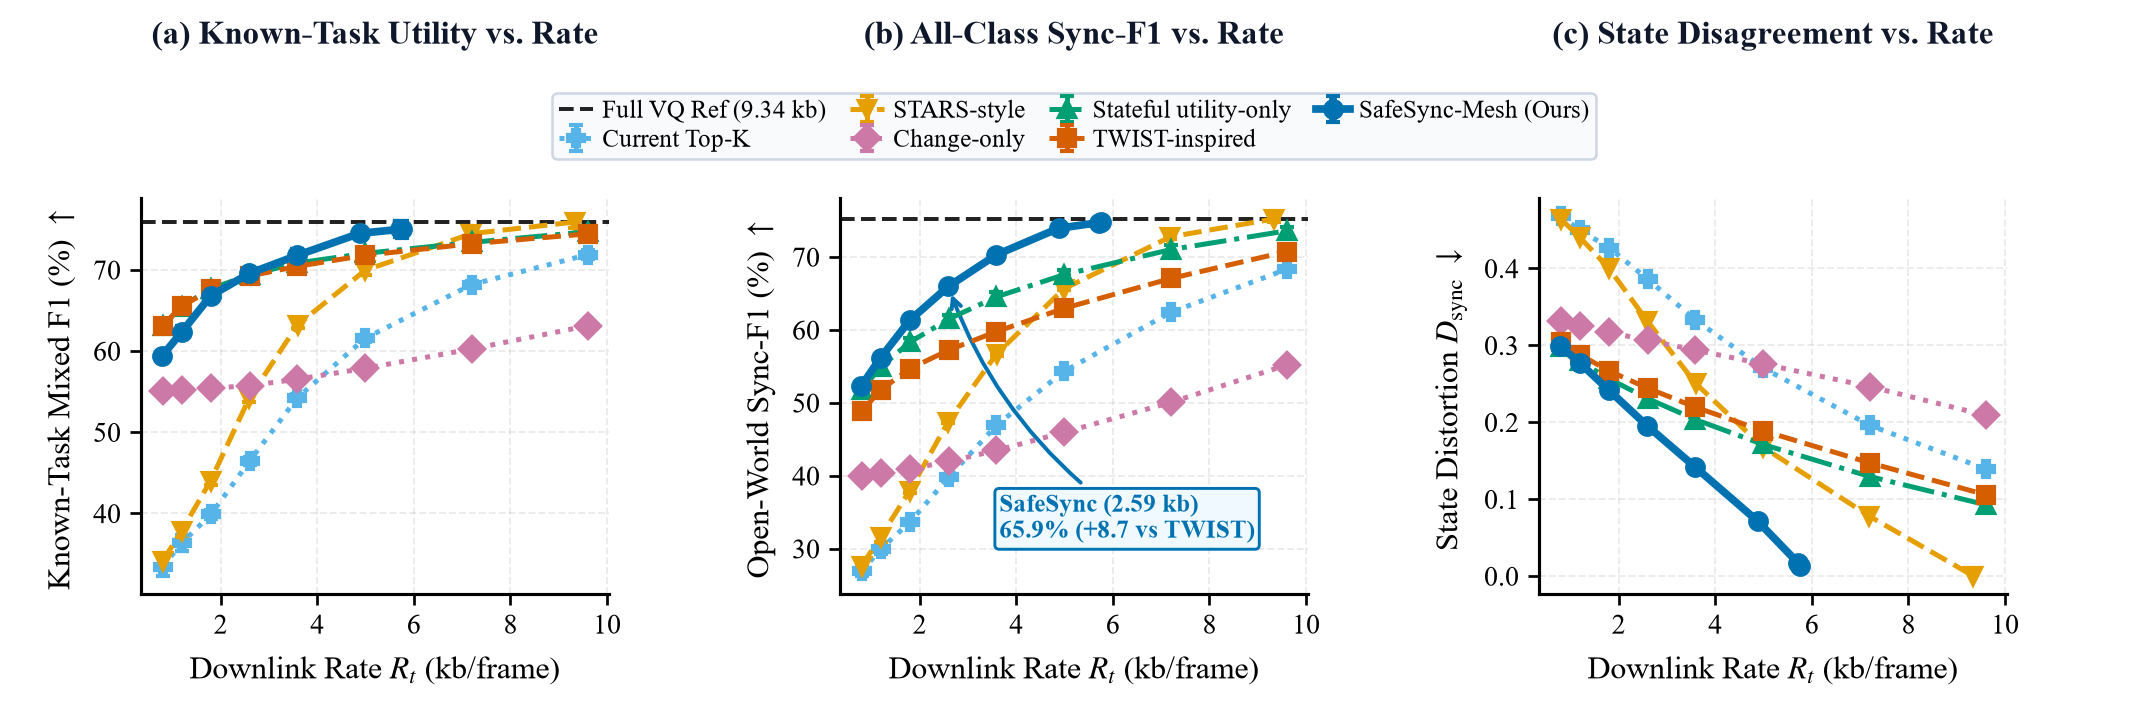 (a) Known-Task Utility vs. Rate
(b) All-Class Sync-F1 vs. Rate
(c) State Disagreement vs. Rate
Full VQ Ref (9.34 kb)
Current Top-K
STARS-style
Change-only
Stateful utility-only
TWIST-inspired
SafeSync-Mesh (Ours)
Known-Task Mixed F1 (%) ↑
70
60
50
40
2 4 6 8 10
Downlink Rate Rₜ (kb/frame)
Open-World Sync-F1 (%) ↑
70
60
50
40
30
SafeSync (2.59 kb)
65.9% (+8.7 vs TWIST)
2 4 6 8 10
Downlink Rate Rₜ (kb/frame)
State Distortion D_sync ↓
0.4
0.3
0.2
0.1
0.0
2 4 6 8 10
Downlink Rate Rₜ (kb/frame)